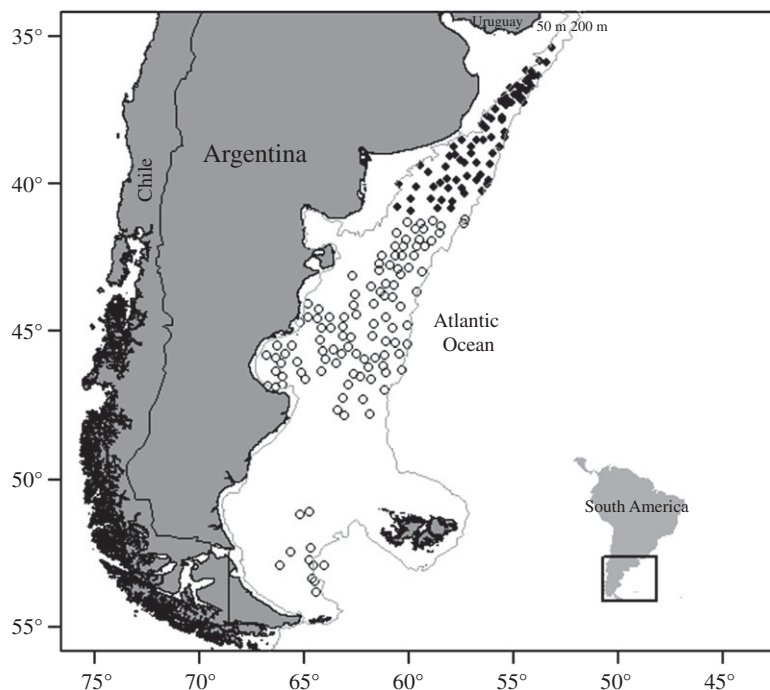 Uruguay
50 m 200 m
35°
Argentina
Chile
40°
Atlantic
Ocean
45°
50°
South America
55°
75° 70° 65° 60° 55° 50° 45°